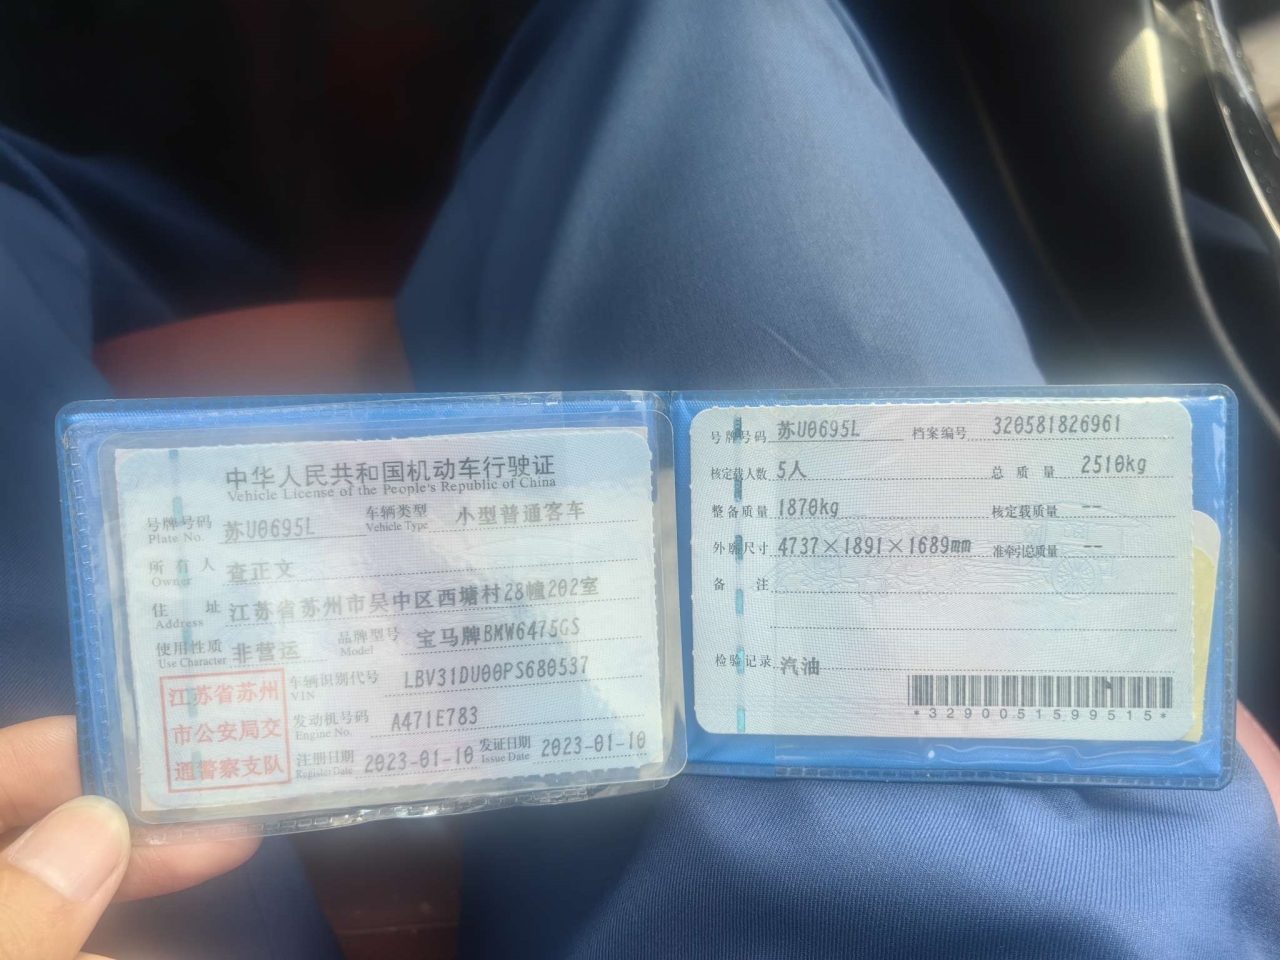 中华人民共和国机动车行驶证
Vehicle License of the People's Republic of China
号牌号码 苏U0695L 车辆类型 小型普通客车
Plate No. Vehicle Type
所有人 查正文
Owner
住址 江苏省苏州市吴中区西塘村28幢202室
Address
使用性质 非营运 品牌型号 宝马牌BMW6475GS
Use Character Model
江苏省苏州
市公安局交
通警察支队
车辆识别代号 LBV31DU00PS680537
VIN
发动机号码 A471E783
Engine No.
注册日期 2023-01-10 发证日期 2023-01-10
Register Date Issue Date
号牌号码 苏U0695L 档案编号 320581826961
核定载人数 5人 总质量 2510kg
整备质量 1870kg 核定载质量 --
外廓尺寸 4737×1891×1689mm 准牵引总质量 --
备注
检验记录 汽油
*3290051599515*